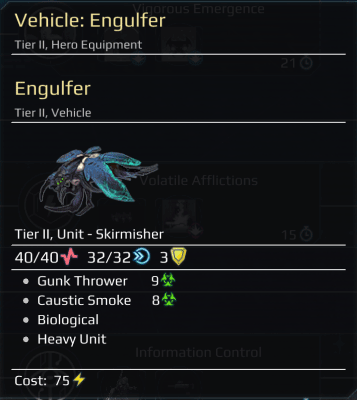 Vigorous Emergence
Vehicle: Engulfer
Tier II, Hero Equipment
21
Engulfer
Tier II, Vehicle
Volatile Afflictions
Tier II, Unit - Skirmisher
15
40/40 32/32 3
Gunk Thrower 9
Caustic Smoke 8
Biological
Heavy Unit
Information Control
Cost: 75